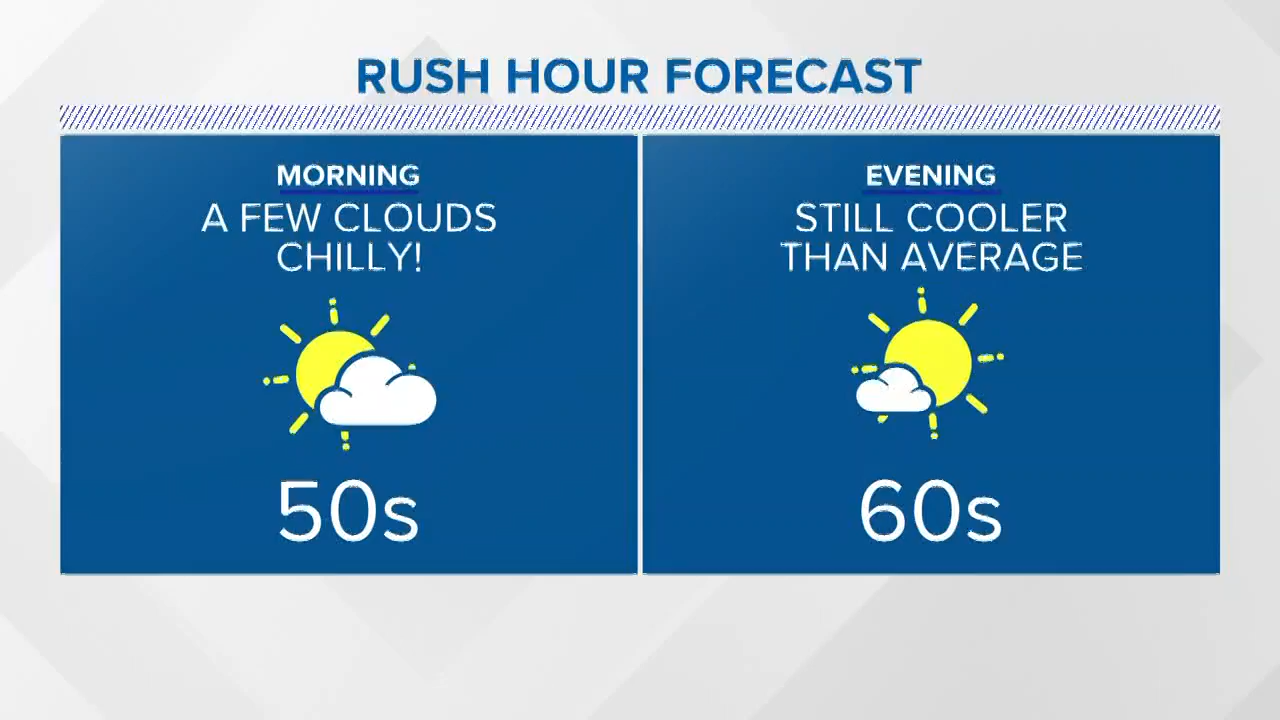 RUSH HOUR FORECAST
MORNING
A FEW CLOUDS
CHILLY!
50s
EVENING
STILL COOLER
THAN AVERAGE
60s